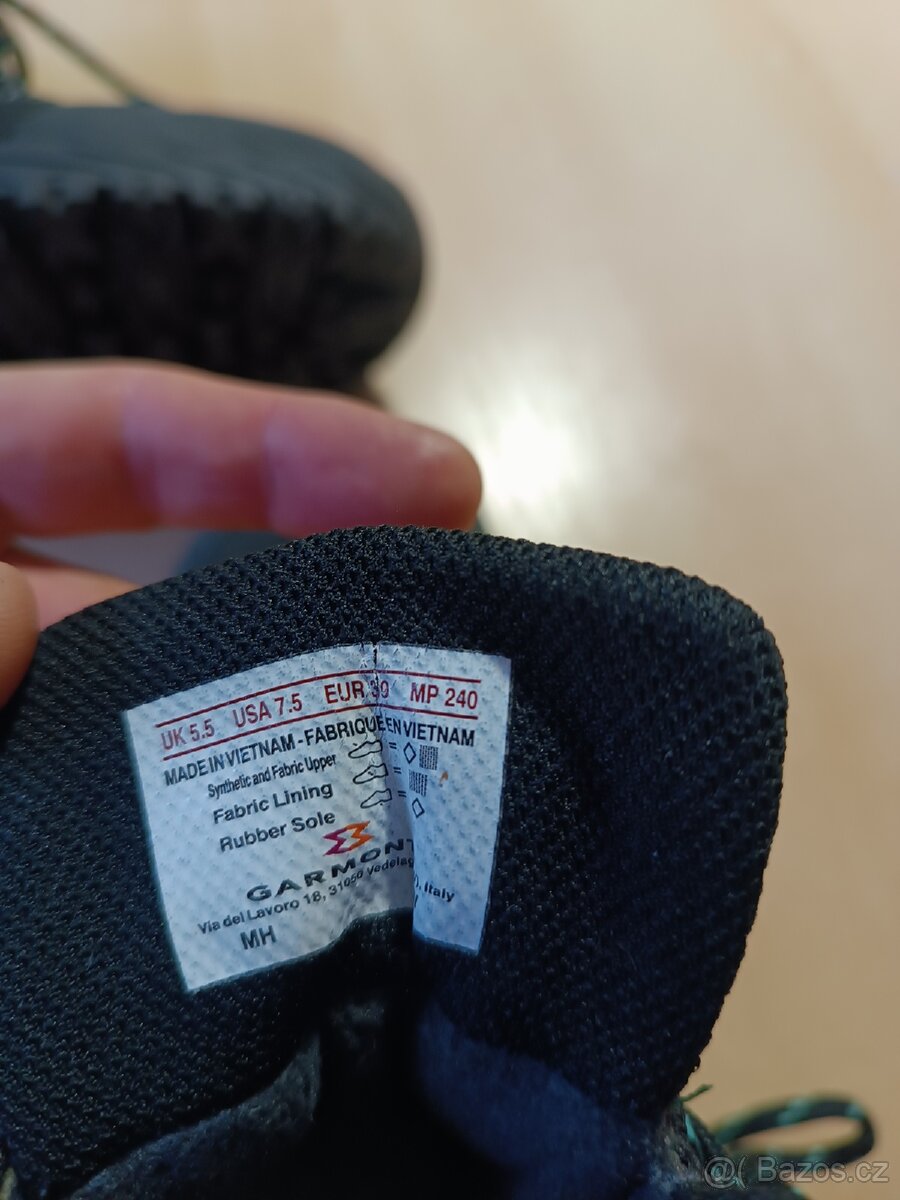 UK 5.5 USA 7.5 EUR 39 MP 240
MADE IN VIETNAM - FABRIQUE EN VIETNAM
Synthetic and Fabric Upper
Fabric Lining
Rubber Sole
GARMONT
Via del Lavoro 18, 31050 Vedelag Italy
MH
@( Bazos.cz